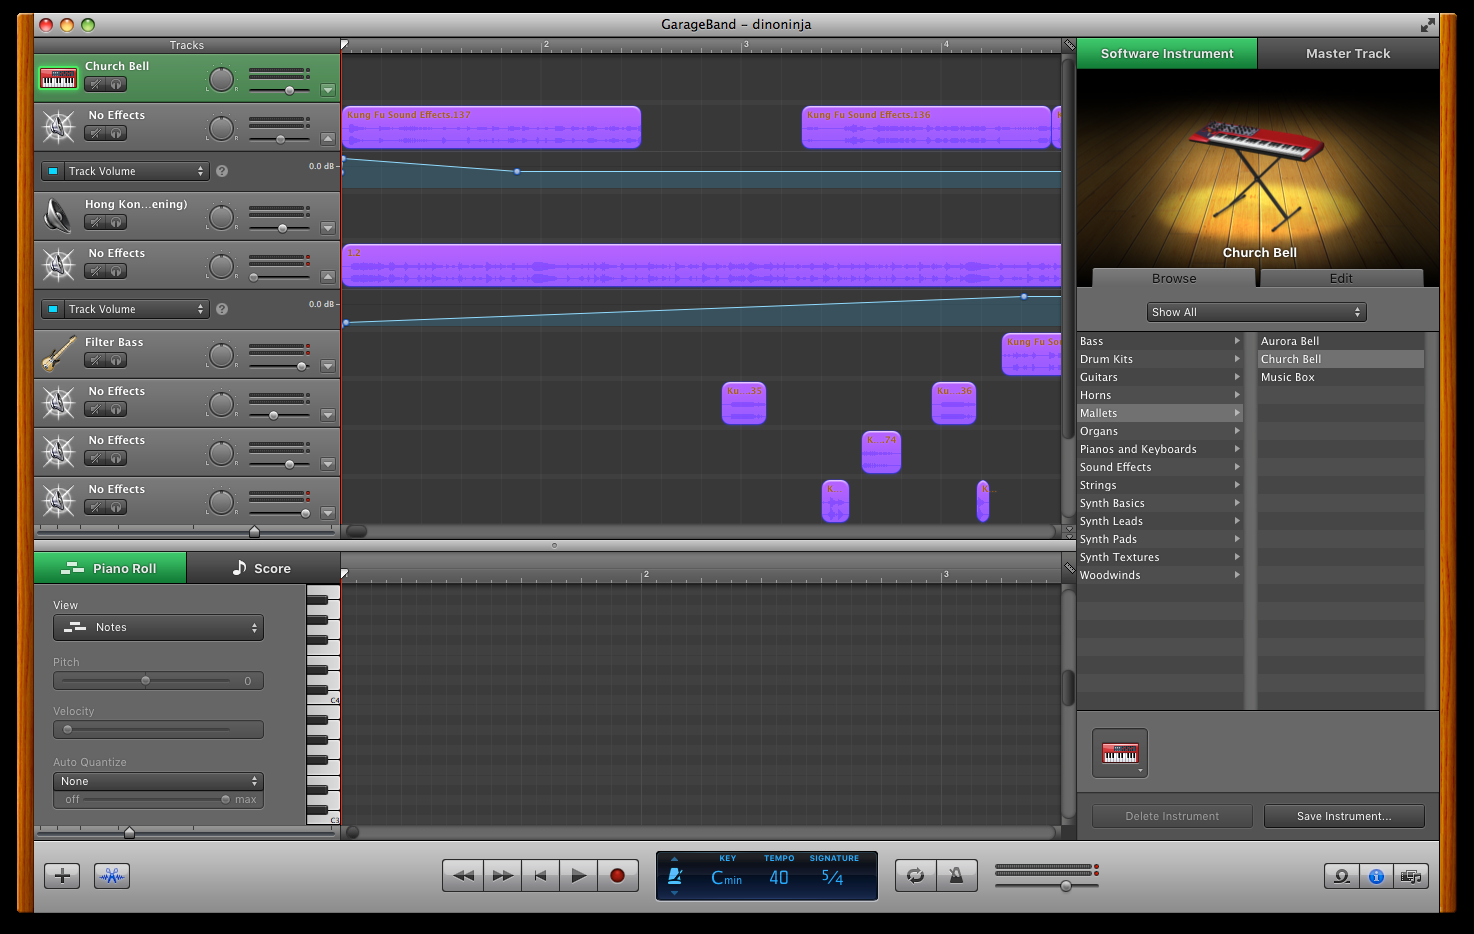 GarageBand – dinoninja
Tracks
2
3
4
Church Bell
L R
No Effects
L R
Kung Fu Sound Effects.137
Kung Fu Sound Effects.136
K
Track Volume
?
0.0 dB
Hong Kon...ening)
L R
No Effects
L R
1.2
Track Volume
?
0.0 dB
Filter Bass
L R
Kung Fu Sou
No Effects
L R
Ku....35
Ku....36
No Effects
L R
K....74
No Effects
L R
K...
K...
Software Instrument
Master Track
Church Bell
Browse
Edit
Show All
Bass
Drum Kits
Guitars
Horns
Mallets
Organs
Pianos and Keyboards
Sound Effects
Strings
Synth Basics
Synth Leads
Synth Pads
Synth Textures
Woodwinds
Aurora Bell
Church Bell
Music Box
Delete Instrument
Save Instrument...
Piano Roll
Score
2
3
View
Notes
Pitch
0
Velocity
Auto Quantize
None
off
max
C4
C3
KEY
TEMPO
SIGNATURE
Cmin
40
5/4